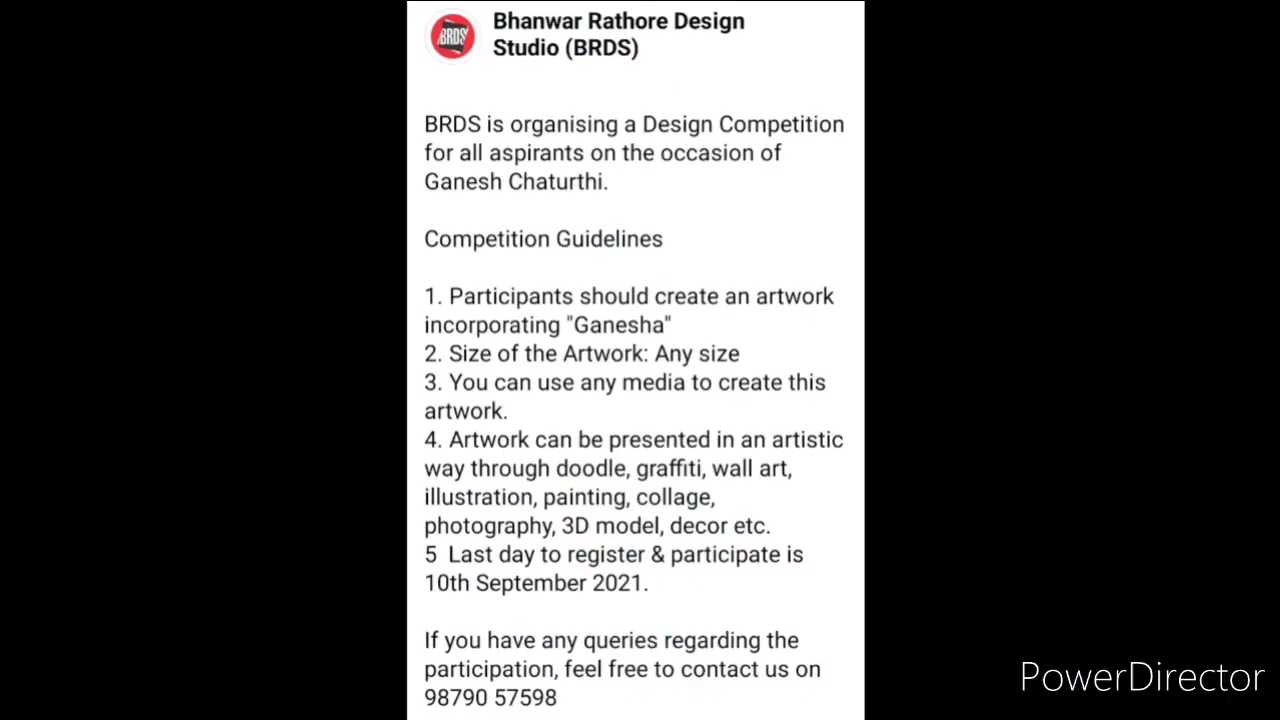 BRDS
Bhanwar Rathore Design
Studio (BRDS)
BRDS is organising a Design Competition
for all aspirants on the occasion of
Ganesh Chaturthi.
Competition Guidelines
1. Participants should create an artwork
incorporating "Ganesha"
2. Size of the Artwork: Any size
3. You can use any media to create this
artwork.
4. Artwork can be presented in an artistic
way through doodle, graffiti, wall art,
illustration, painting, collage,
photography, 3D model, decor etc.
5  Last day to register & participate is
10th September 2021.
If you have any queries regarding the
participation, feel free to contact us on
98790 57598
PowerDirector